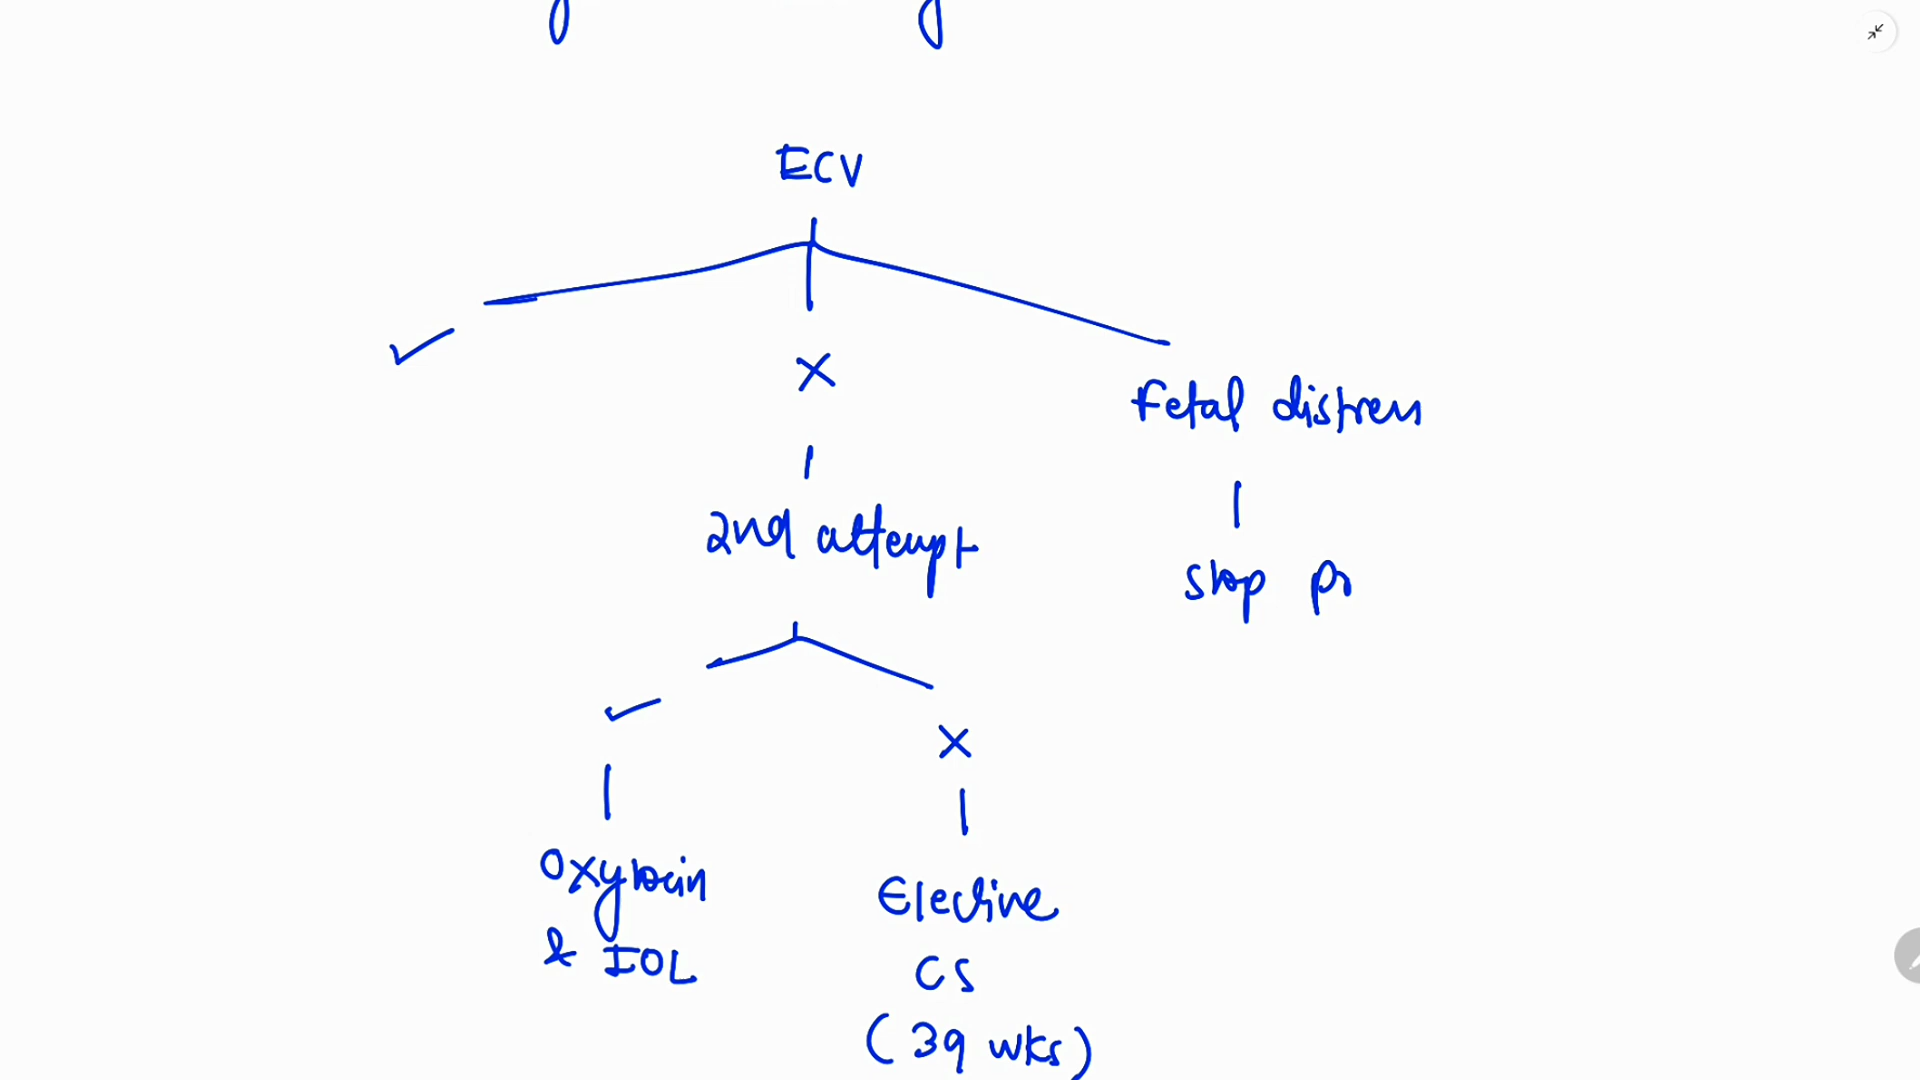 ECV
✓
X
Fetal distress
2nd attempt
stop pr
✓
X
Oxytocin
& IOL
Elective
CS
(39 wks)